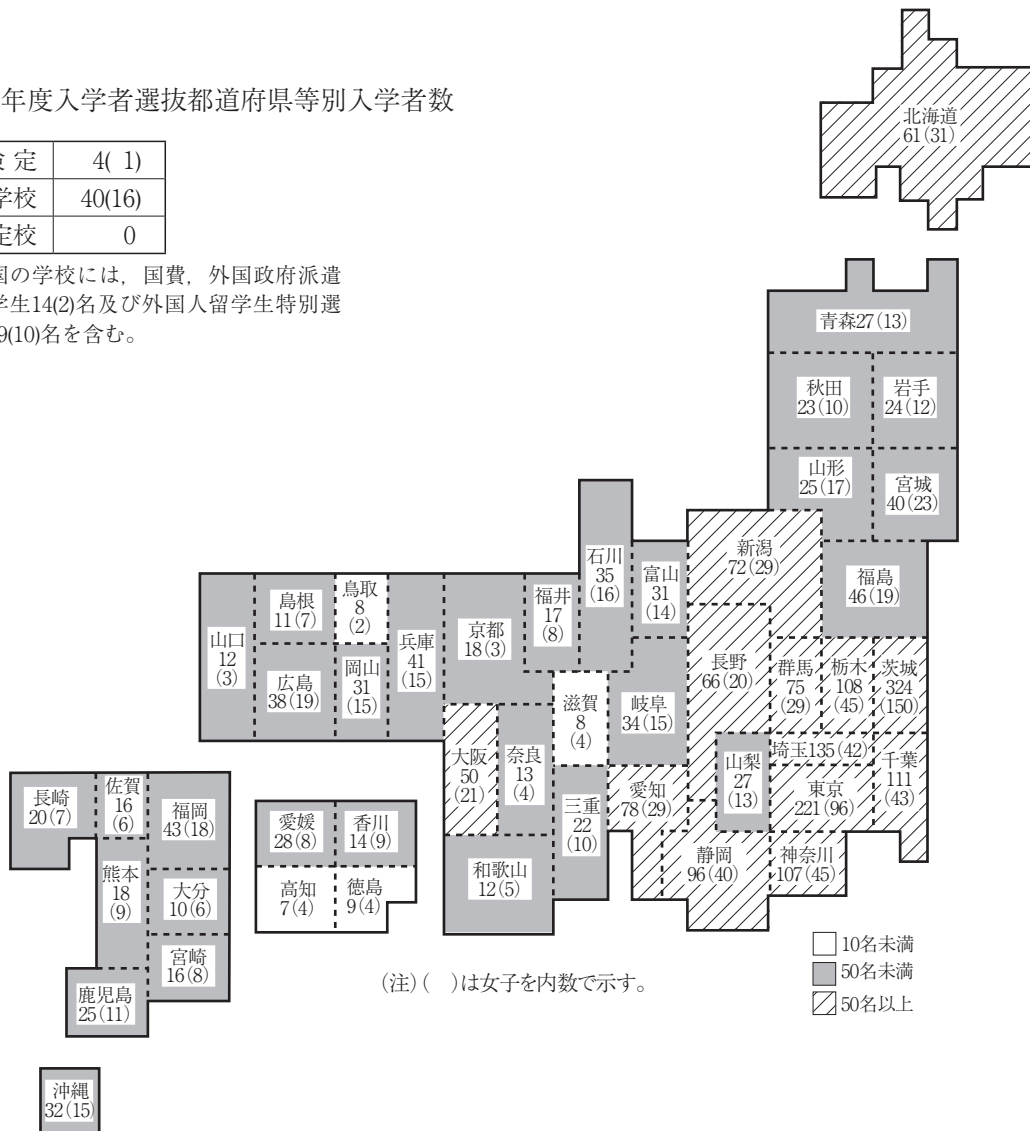 年度入学者選抜都道府県等別入学者数
定 4( 1)
学校 40(16)
定校 0
国の学校には，国費，外国政府派遣
学生14(2)名及び外国人留学生特別選
9(10)名を含む。
北海道
61(31)
青森27(13)
秋田
23(10)
岩手
24(12)
山形
25(17)
宮城
40(23)
新潟
72(29)
福島
46(19)
石川
35
(16)
富山
31
(14)
福井
17
(8)
京都
18(3)
兵庫
41
(15)
鳥取
8
(2)
島根
11(7)
山口
12
(3)
広島
38(19)
岡山
31
(15)
滋賀
8
(4)
岐阜
34(15)
長野
66(20)
群馬
75
(29)
栃木
108
(45)
茨城
324
(150)
大阪
50
(21)
奈良
13
(4)
三重
22
(10)
愛知
78(29)
山梨
27
(13)
埼玉135(42)
東京
221(96)
千葉
111
(43)
静岡
96(40)
神奈川
107(45)
和歌山
12(5)
長崎
20(7)
佐賀
16
(6)
福岡
43(18)
熊本
18
(9)
大分
10(6)
宮崎
16(8)
鹿児島
25(11)
沖縄
32(15)
愛媛
28(8)
香川
14(9)
高知
7(4)
徳島
9(4)
(注)(　)は女子を内数で示す。
10名未満
50名未満
50名以上